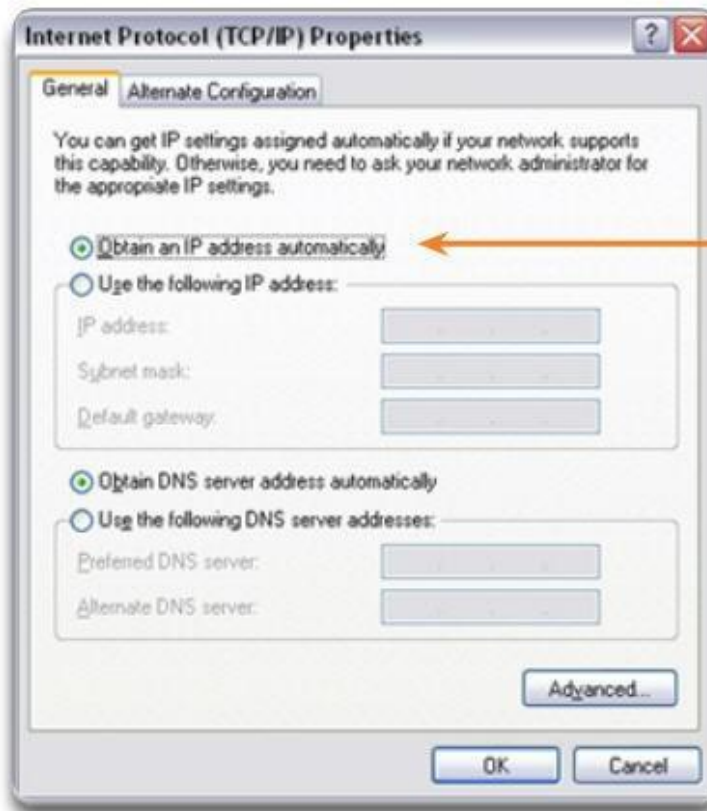 Internet Protocol (TCP/IP) Properties
General
Alternate Configuration
You can get IP settings assigned automatically if your network supports
this capability. Otherwise, you need to ask your network administrator for
the appropriate IP settings.
Obtain an IP address automatically
Use the following IP address:
IP address:
Subnet mask:
Default gateway:
Obtain DNS server address automatically
Use the following DNS server addresses:
Preferred DNS server:
Alternate DNS server:
Advanced...
OK
Cancel